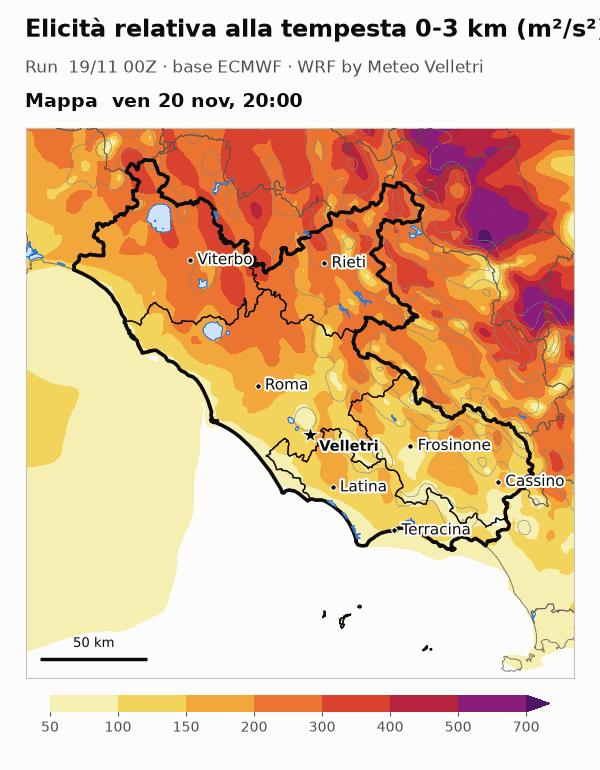 Elicità relativa alla tempesta 0-3 km (m²/s²)
Run  19/11 00Z · base ECMWF · WRF by Meteo Velletri
Mappa  ven 20 nov, 20:00
Viterbo
Rieti
Roma
Velletri
Frosinone
Cassino
Latina
Terracina
50 km
50 100 150 200 300 400 500 700